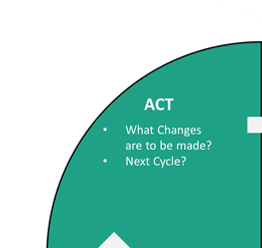 ACT
• What Changes
are to be made?
• Next Cycle?